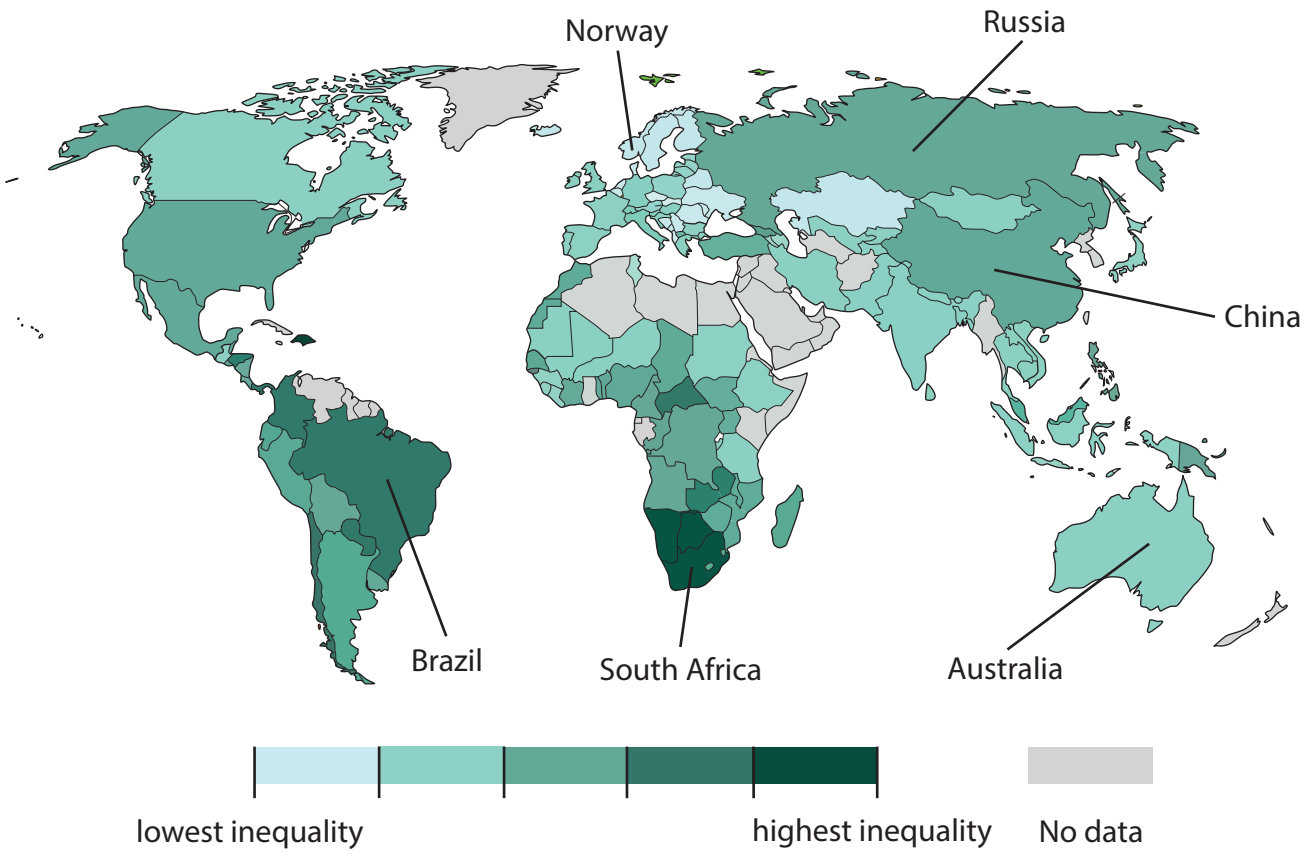 Russia
Norway
China
Brazil
South Africa
Australia
lowest inequality
highest inequality
No data